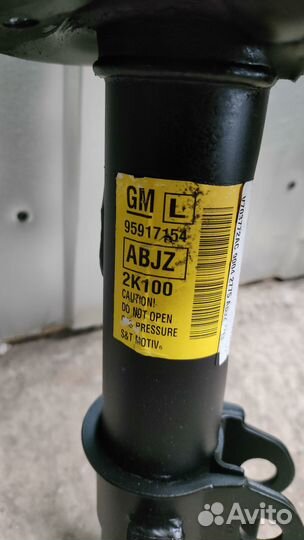 GM L
95917154
ABJZ
2K100
CAUTION!
DO NOT OPEN
PRESSURE
S&T MOTIV
Avito